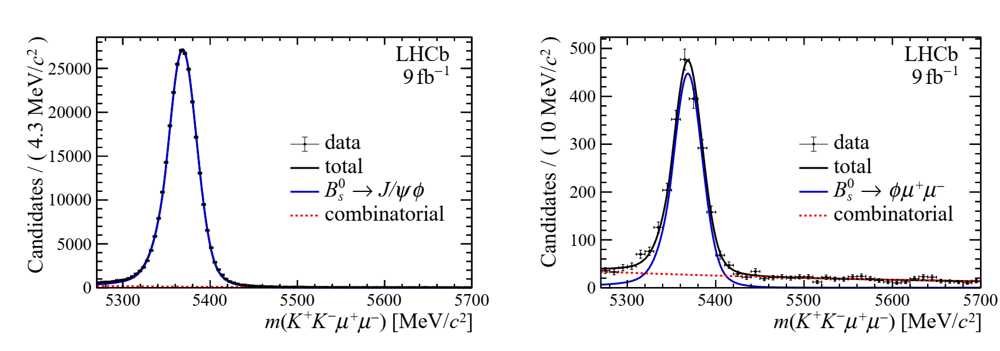 Candidates / ( 4.3 MeV/c² )
25000
20000
15000
10000
5000
0
LHCb
9 fb⁻¹
data
total
B⁰ₛ → J/ψ ϕ
combinatorial
5300 5400 5500 5600 5700
m(K⁺K⁻μ⁺μ⁻) [MeV/c²]
Candidates / ( 10 MeV/c² )
500
400
300
200
100
0
LHCb
9 fb⁻¹
data
total
B⁰ₛ → ϕμ⁺μ⁻
combinatorial
5300 5400 5500 5600 5700
m(K⁺K⁻μ⁺μ⁻) [MeV/c²]